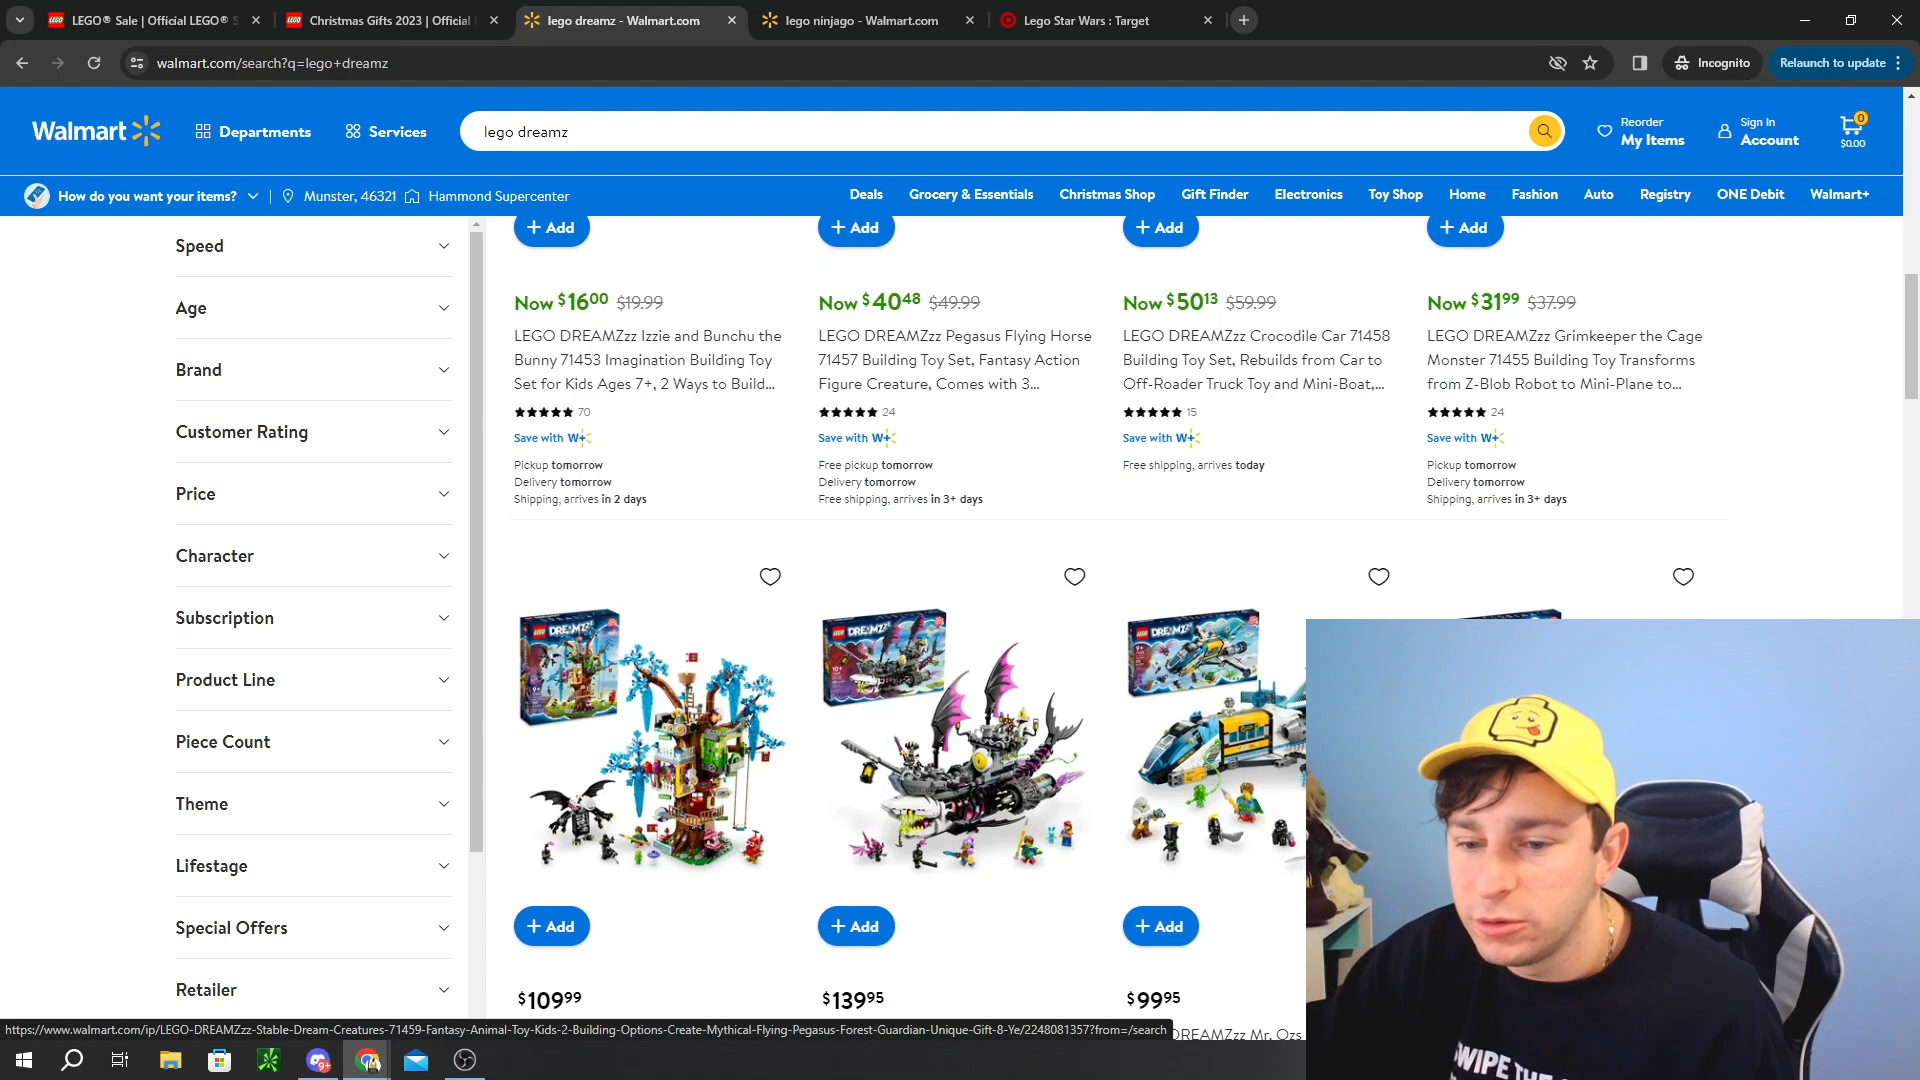 LEGO® Sale | Official LEGO® S
Christmas Gifts 2023 | Official
lego dreamz - Walmart.com
lego ninjago - Walmart.com
Lego Star Wars : Target
walmart.com/search?q=lego+dreamz
Incognito
Relaunch to update
Walmart
Departments
Services
lego dreamz
Reorder
My Items
Sign In
Account
0
$0.00
How do you want your items?
Munster, 46321
Hammond Supercenter
Deals
Grocery & Essentials
Christmas Shop
Gift Finder
Electronics
Toy Shop
Home
Fashion
Auto
Registry
ONE Debit
Walmart+
Speed
Age
Brand
Customer Rating
Price
Character
Subscription
Product Line
Piece Count
Theme
Lifestage
Special Offers
Retailer
+ Add
Now $1600 $19.99
LEGO DREAMZzz Izzie and Bunchu the
Bunny 71453 Imagination Building Toy
Set for Kids Ages 7+, 2 Ways to Build...
70
Save with W+
Pickup tomorrow
Delivery tomorrow
Shipping, arrives in 2 days
+ Add
Now $4048 $49.99
LEGO DREAMZzz Pegasus Flying Horse
71457 Building Toy Set, Fantasy Action
Figure Creature, Comes with 3...
24
Save with W+
Free pickup tomorrow
Delivery tomorrow
Free shipping, arrives in 3+ days
+ Add
Now $5013 $59.99
LEGO DREAMZzz Crocodile Car 71458
Building Toy Set, Rebuilds from Car to
Off-Roader Truck Toy and Mini-Boat,...
15
Save with W+
Free shipping, arrives today
+ Add
Now $3199 $37.99
LEGO DREAMZzz Grimkeeper the Cage
Monster 71455 Building Toy Transforms
from Z-Blob Robot to Mini-Plane to...
24
Save with W+
Pickup tomorrow
Delivery tomorrow
Shipping, arrives in 3+ days
LEGO DREAMZzz
LEGO DREAMZzz
LEGO DREAMZzz
+ Add
+ Add
+ Add
$10999
$13995
$9995
DREAMZzz Mr. Ozs
https://www.walmart.com/ip/LEGO-DREAMZzz-Stable-Dream-Creatures-71459-Fantasy-Animal-Toy-Kids-2-Building-Options-Create-Mythical-Flying-Pegasus-Forest-Guardian-Unique-Gift-8-Ye/2248081357?from=/search
9+
SWIPE THE